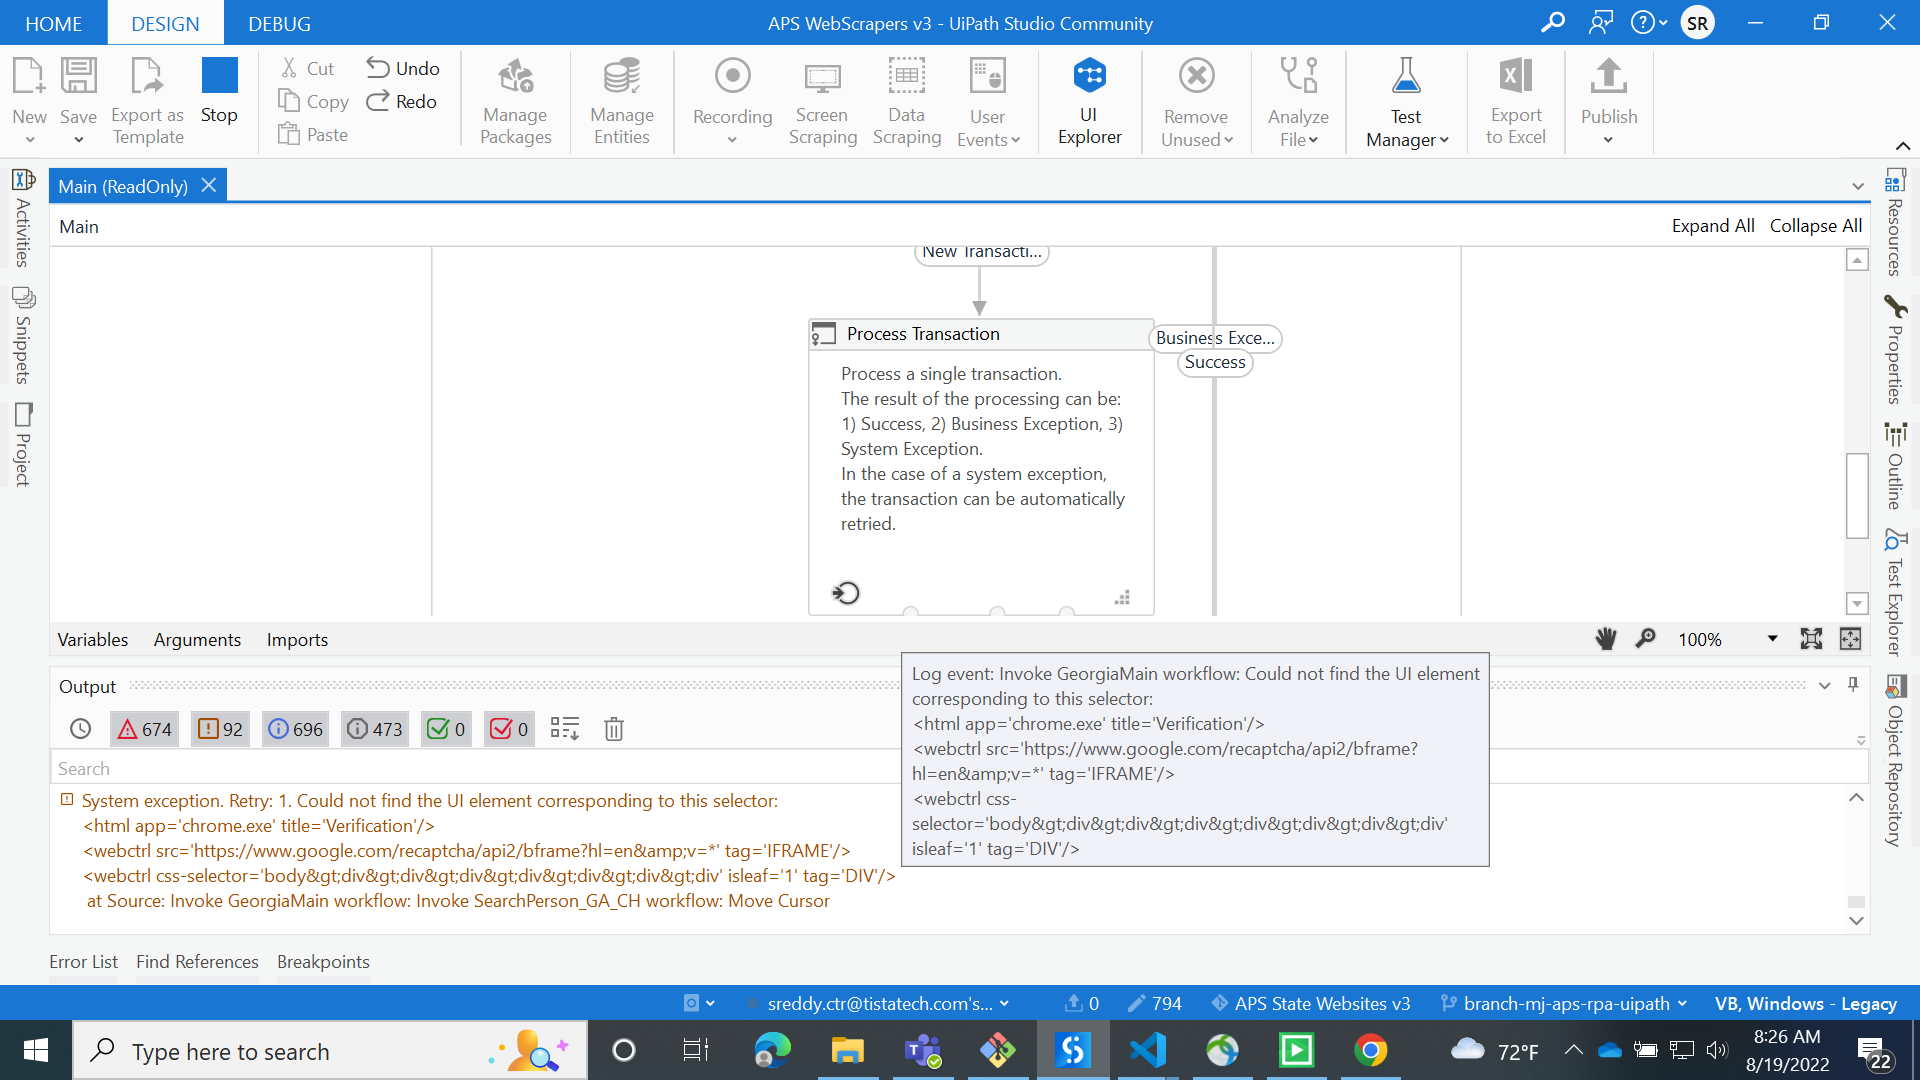 HOME DESIGN DEBUG
APS WebScrapers v3 - UiPath Studio Community
SR
New
Save
Export as
Template
Stop
Cut
Copy
Paste
Undo
Redo
Manage
Packages
Manage
Entities
Recording
Screen
Scraping
Data
Scraping
User
Events
UI
Explorer
Remove
Unused
Analyze
File
Test
Manager
Export
to Excel
Publish
Activities
Snippets
Project
Main (ReadOnly)
Main
Expand All Collapse All
New Transacti...
Process Transaction
Business Exce...
Success
Process a single transaction.
The result of the processing can be:
1) Success, 2) Business Exception, 3)
System Exception.
In the case of a system exception,
the transaction can be automatically
retried.
Resources
Properties
Outline
Test Explorer
Object Repository
Variables Arguments Imports
100%
Output
674
92
696
473
0
0
Search
System exception. Retry: 1. Could not find the UI element corresponding to this selector:
<html app='chrome.exe' title='Verification'/>
<webctrl src='https://www.google.com/recaptcha/api2/bframe?hl=en&amp;v=*' tag='IFRAME'/>
<webctrl css-selector='body&gt;div&gt;div&gt;div&gt;div&gt;div&gt;div&gt;div' isleaf='1' tag='DIV'/>
at Source: Invoke GeorgiaMain workflow: Invoke SearchPerson_GA_CH workflow: Move Cursor
Log event: Invoke GeorgiaMain workflow: Could not find the UI element
corresponding to this selector:
<html app='chrome.exe' title='Verification'/>
<webctrl src='https://www.google.com/recaptcha/api2/bframe?
hl=en&amp;v=*' tag='IFRAME'/>
<webctrl css-
selector='body&gt;div&gt;div&gt;div&gt;div&gt;div&gt;div&gt;div'
isleaf='1' tag='DIV'/>
Error List Find References Breakpoints
sreddy.ctr@tistatech.com's...
0
794
APS State Websites v3
branch-mj-aps-rpa-uipath
VB, Windows - Legacy
Type here to search
72°F
8:26 AM
8/19/2022
22